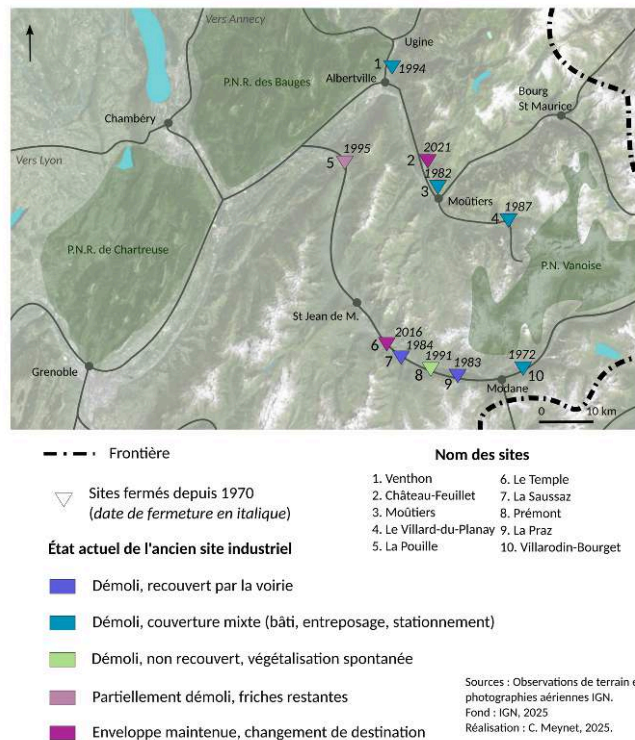 Vers Annecy
Ugine
1
1994
P.N.R. des Bauges
Albertville
Bourg
St Maurice
Chambéry
Vers Lyon
1995
5
2021
2
1982
3
Moûtiers
1987
4
P.N.R. de Chartreuse
P.N. Vanoise
St Jean de M.
2016
6
1984
7
1991
8
1983
9
1972
10
Modane
Grenoble
0 10 km
Frontière
Sites fermés depuis 1970
(date de fermeture en italique)
Nom des sites
1. Venthon
2. Château-Feuillet
3. Moûtiers
4. Le Villard-du-Planay
5. La Pouille
6. Le Temple
7. La Saussaz
8. Prémont
9. La Praz
10. Villarodin-Bourget
État actuel de l'ancien site industriel
Démoli, recouvert par la voirie
Démoli, couverture mixte (bâti, entreposage, stationnement)
Démoli, non recouvert, végétalisation spontanée
Partiellement démoli, friches restantes
Enveloppe maintenue, changement de destination
Sources : Observations de terrain e
photographies aériennes IGN.
Fond : IGN, 2025
Réalisation : C. Meynet, 2025.